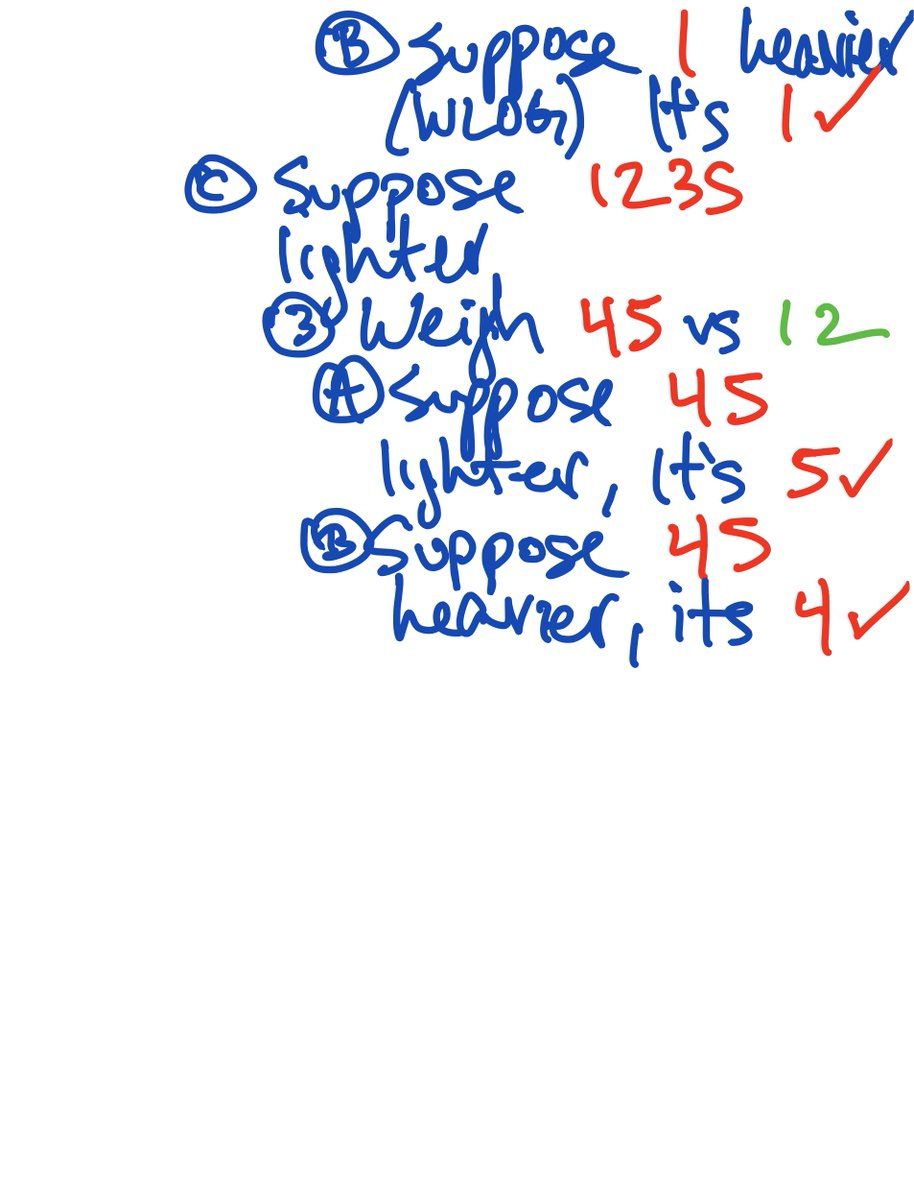 B Suppose 1 heavier
(WLOG) It's 1 ✓
C Suppose 1235
lighter
3 Weigh 45 vs 12
A Suppose 45
lighter, It's 5 ✓
B Suppose 45
heavier, its 4 ✓